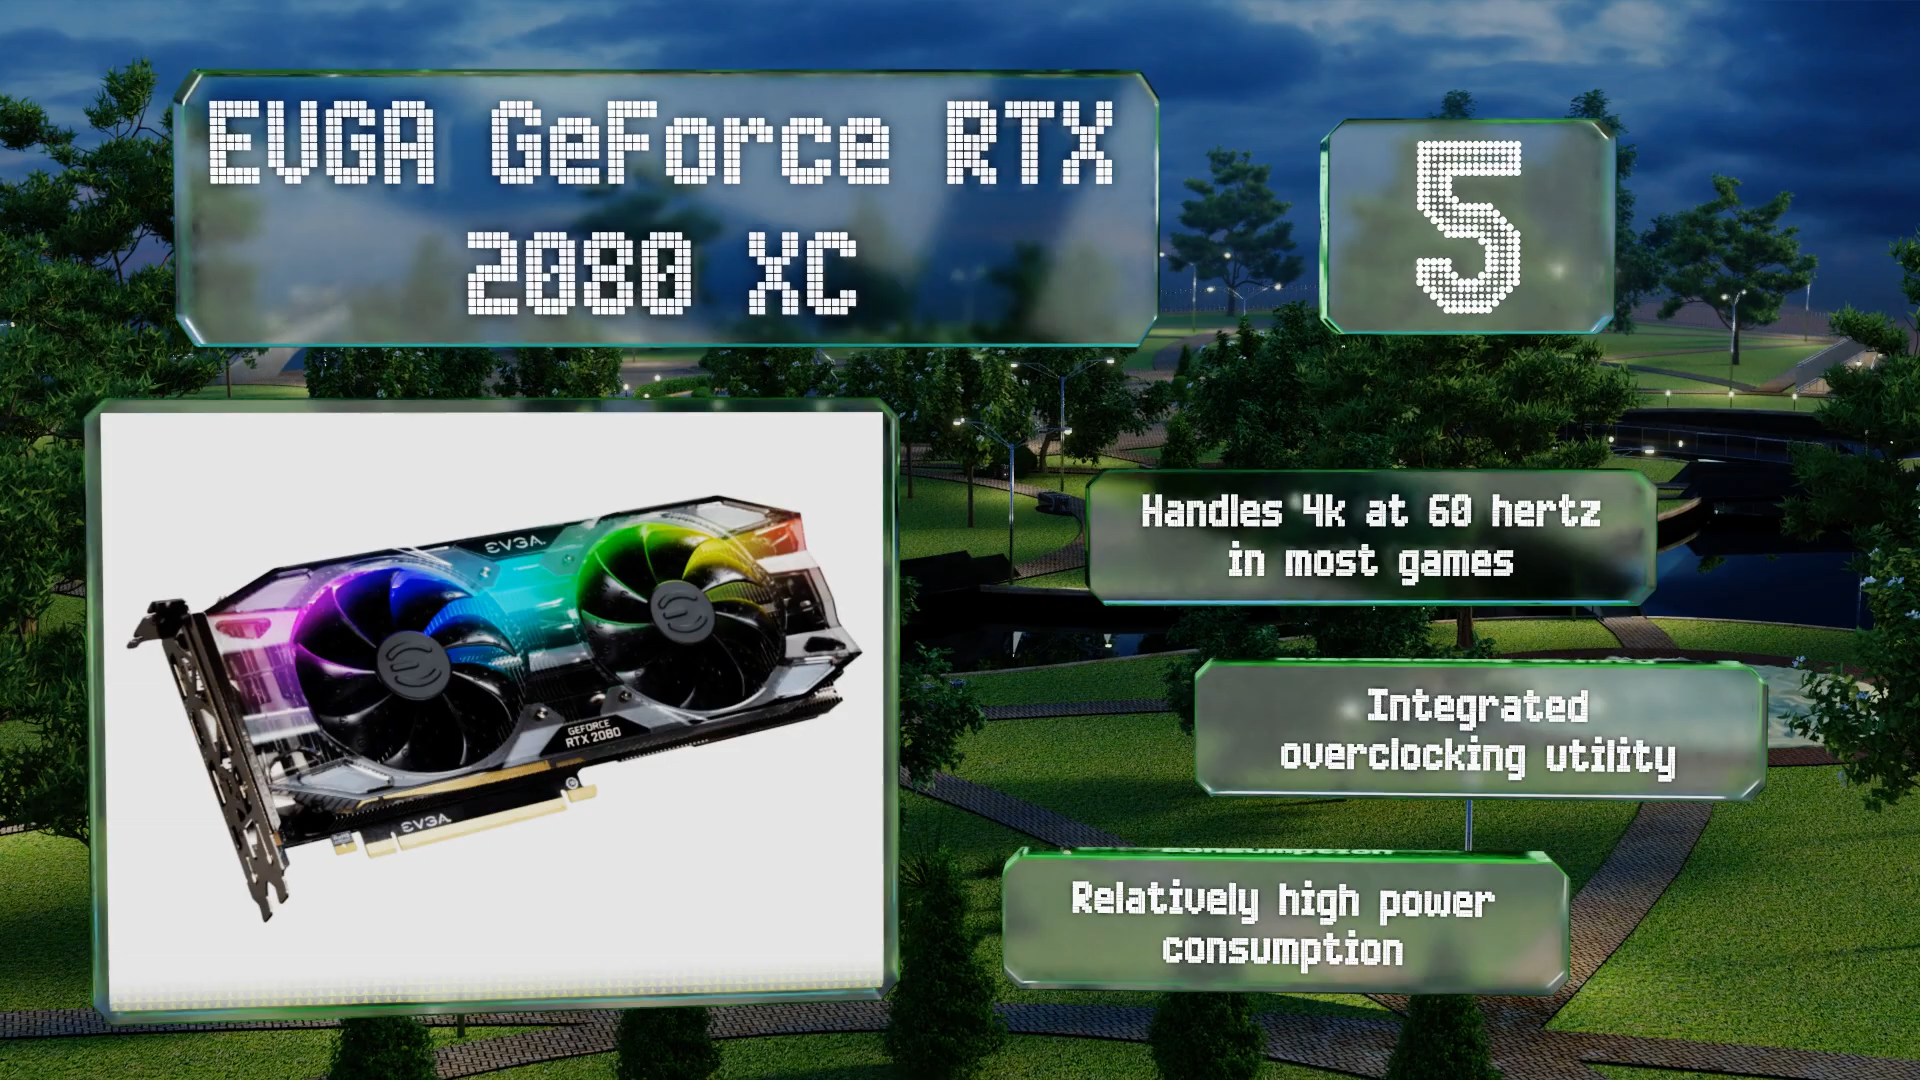 EVGA GeForce RTX
2080 XC
5
EVGA
GEFORCE
RTX 2080
EVGA
Handles 4k at 60 hertz
in most games
Integrated
overclocking utility
consumption
Relatively high power
consumption